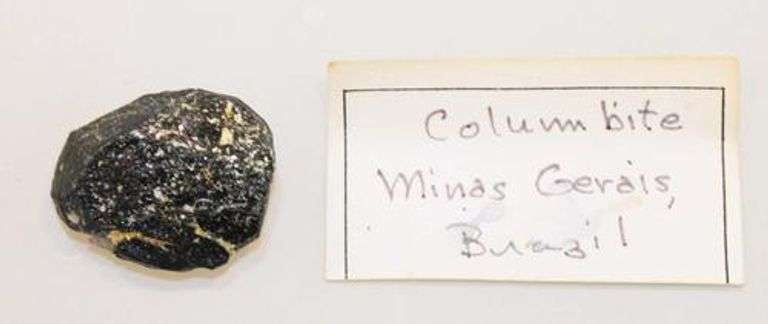 Columbite
Minas Gerais,
Brazil